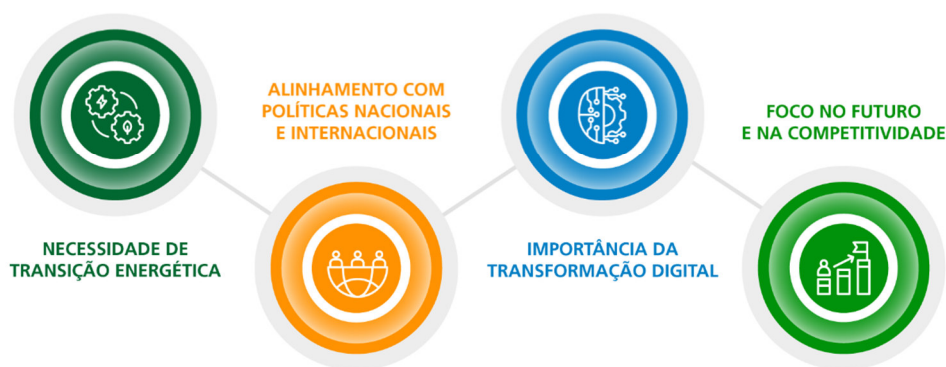 NECESSIDADE DE
TRANSIÇÃO ENERGÉTICA
ALINHAMENTO COM
POLÍTICAS NACIONAIS
E INTERNACIONAIS
IMPORTÂNCIA DA
TRANSFORMAÇÃO DIGITAL
FOCO NO FUTURO
E NA COMPETITIVIDADE